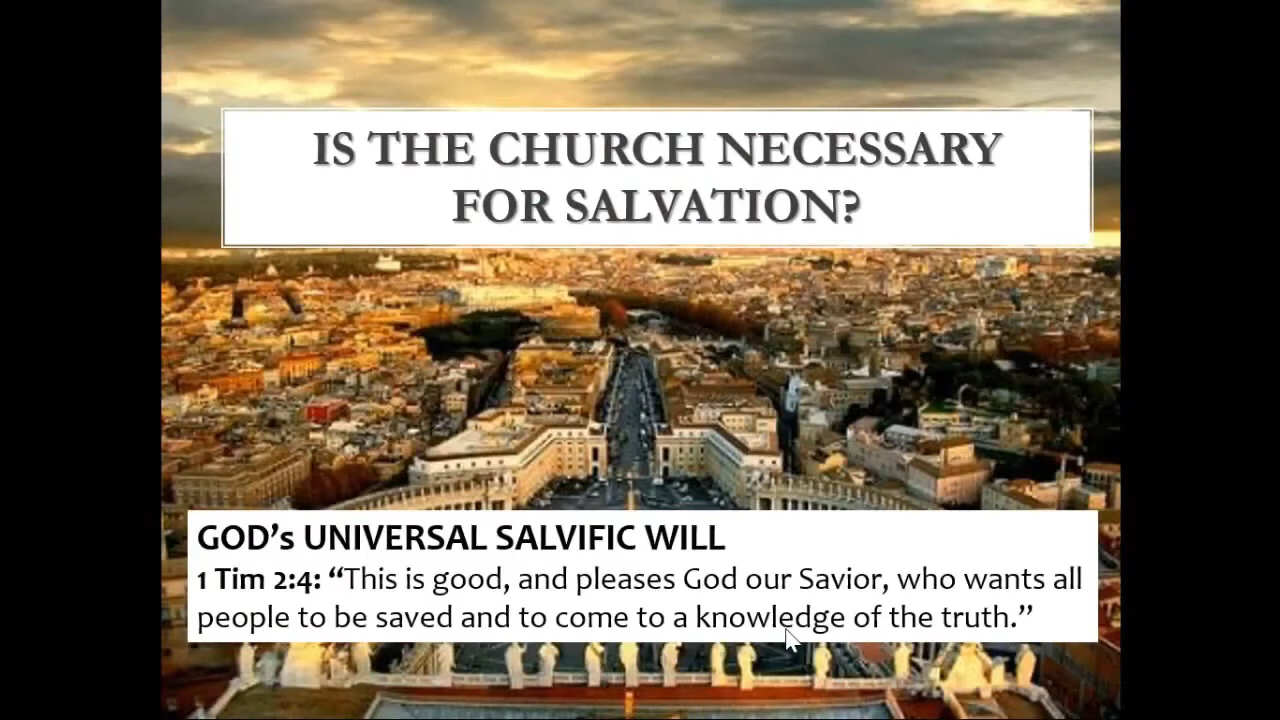 IS THE CHURCH NECESSARY
FOR SALVATION?
GOD's UNIVERSAL SALVIFIC WILL
1 Tim 2:4: “This is good, and pleases God our Savior, who wants all
people to be saved and to come to a knowledge of the truth.”